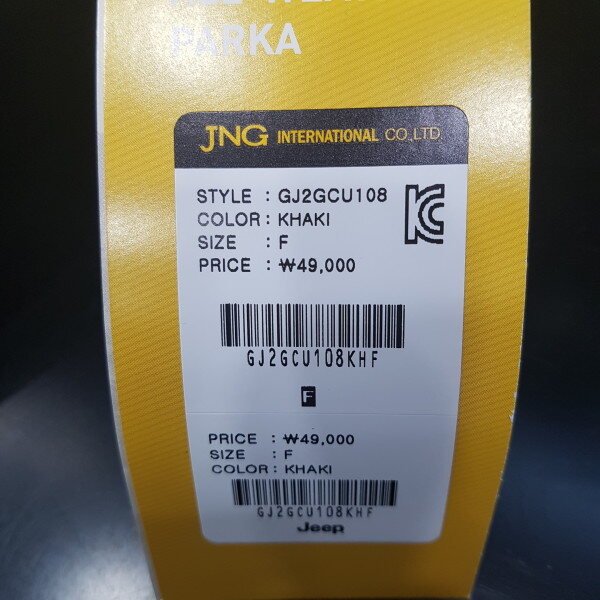 PARKA
JNG INTERNATIONAL CO.,LTD
STYLE : GJ2GCU108
COLOR : KHAKI
SIZE : F
PRICE : ₩49,000
GJ2GCU108KHF
F
PRICE : ₩49,000
SIZE : F
COLOR : KHAKI
GJ2GCU108KHF
Jeep